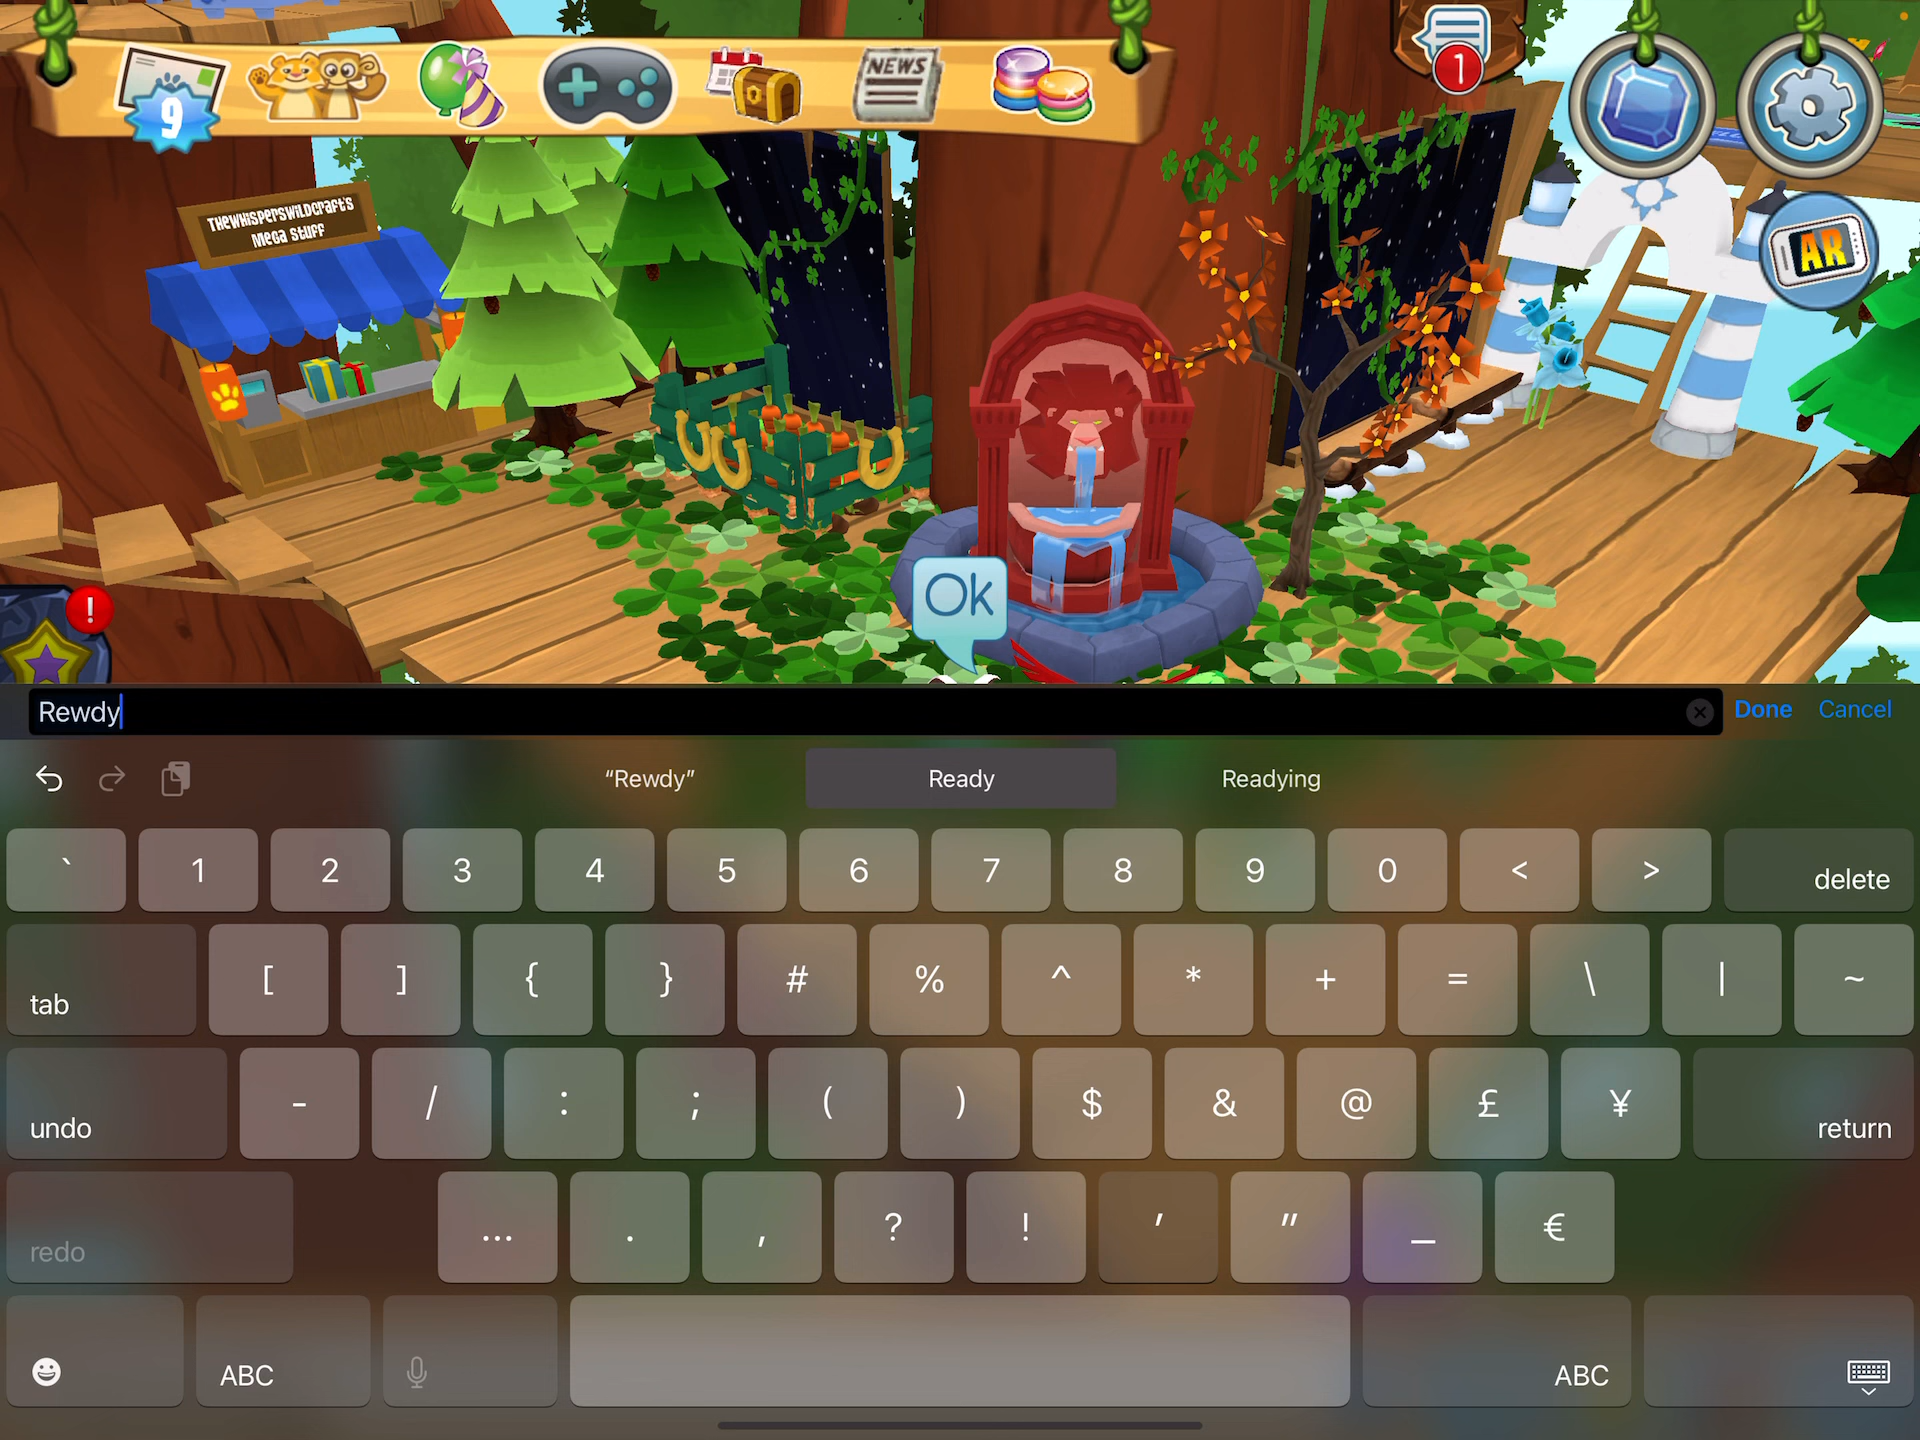 9
NEWS
1
AR
Thewhisperswildcraft's
Mega Stuff
!
Ok
Rewdy
Done
Cancel
“Rewdy”
Ready
Readying
` 1 2 3 4 5 6 7 8 9 0 < > delete
tab [ ] { } # % ^ * + = \ | ~
undo - / : ; ( ) $ & @ £ ¥ return
redo … . , ? ! ' " _ €
ABC
ABC